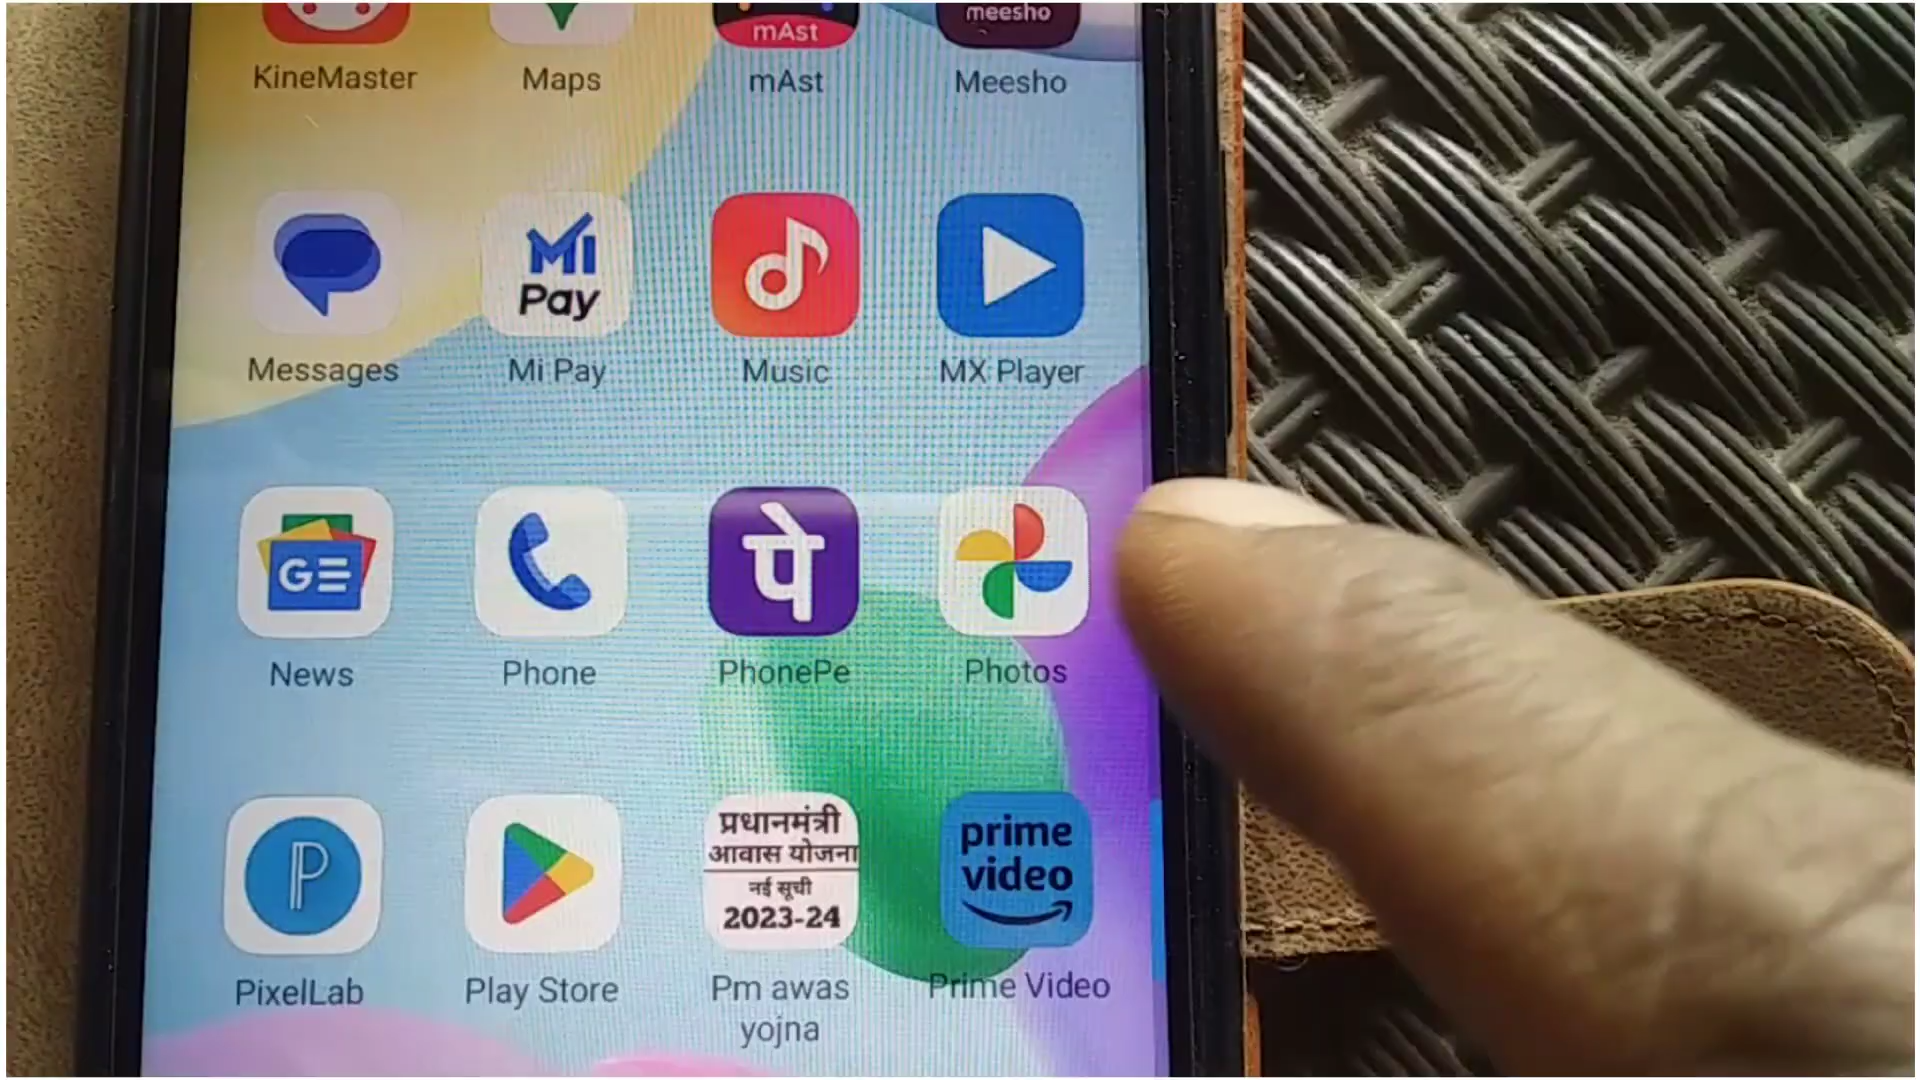 mAst
meesho
KineMaster
Maps
mAst
Meesho
Mi
Pay
Messages
Mi Pay
Music
MX Player
GE
पे
News
Phone
PhonePe
Photos
P
प्रधानमंत्री
आवास योजना
नई सूची
2023-24
prime
video
PixelLab
Play Store
Pm awas
yojna
Prime Video